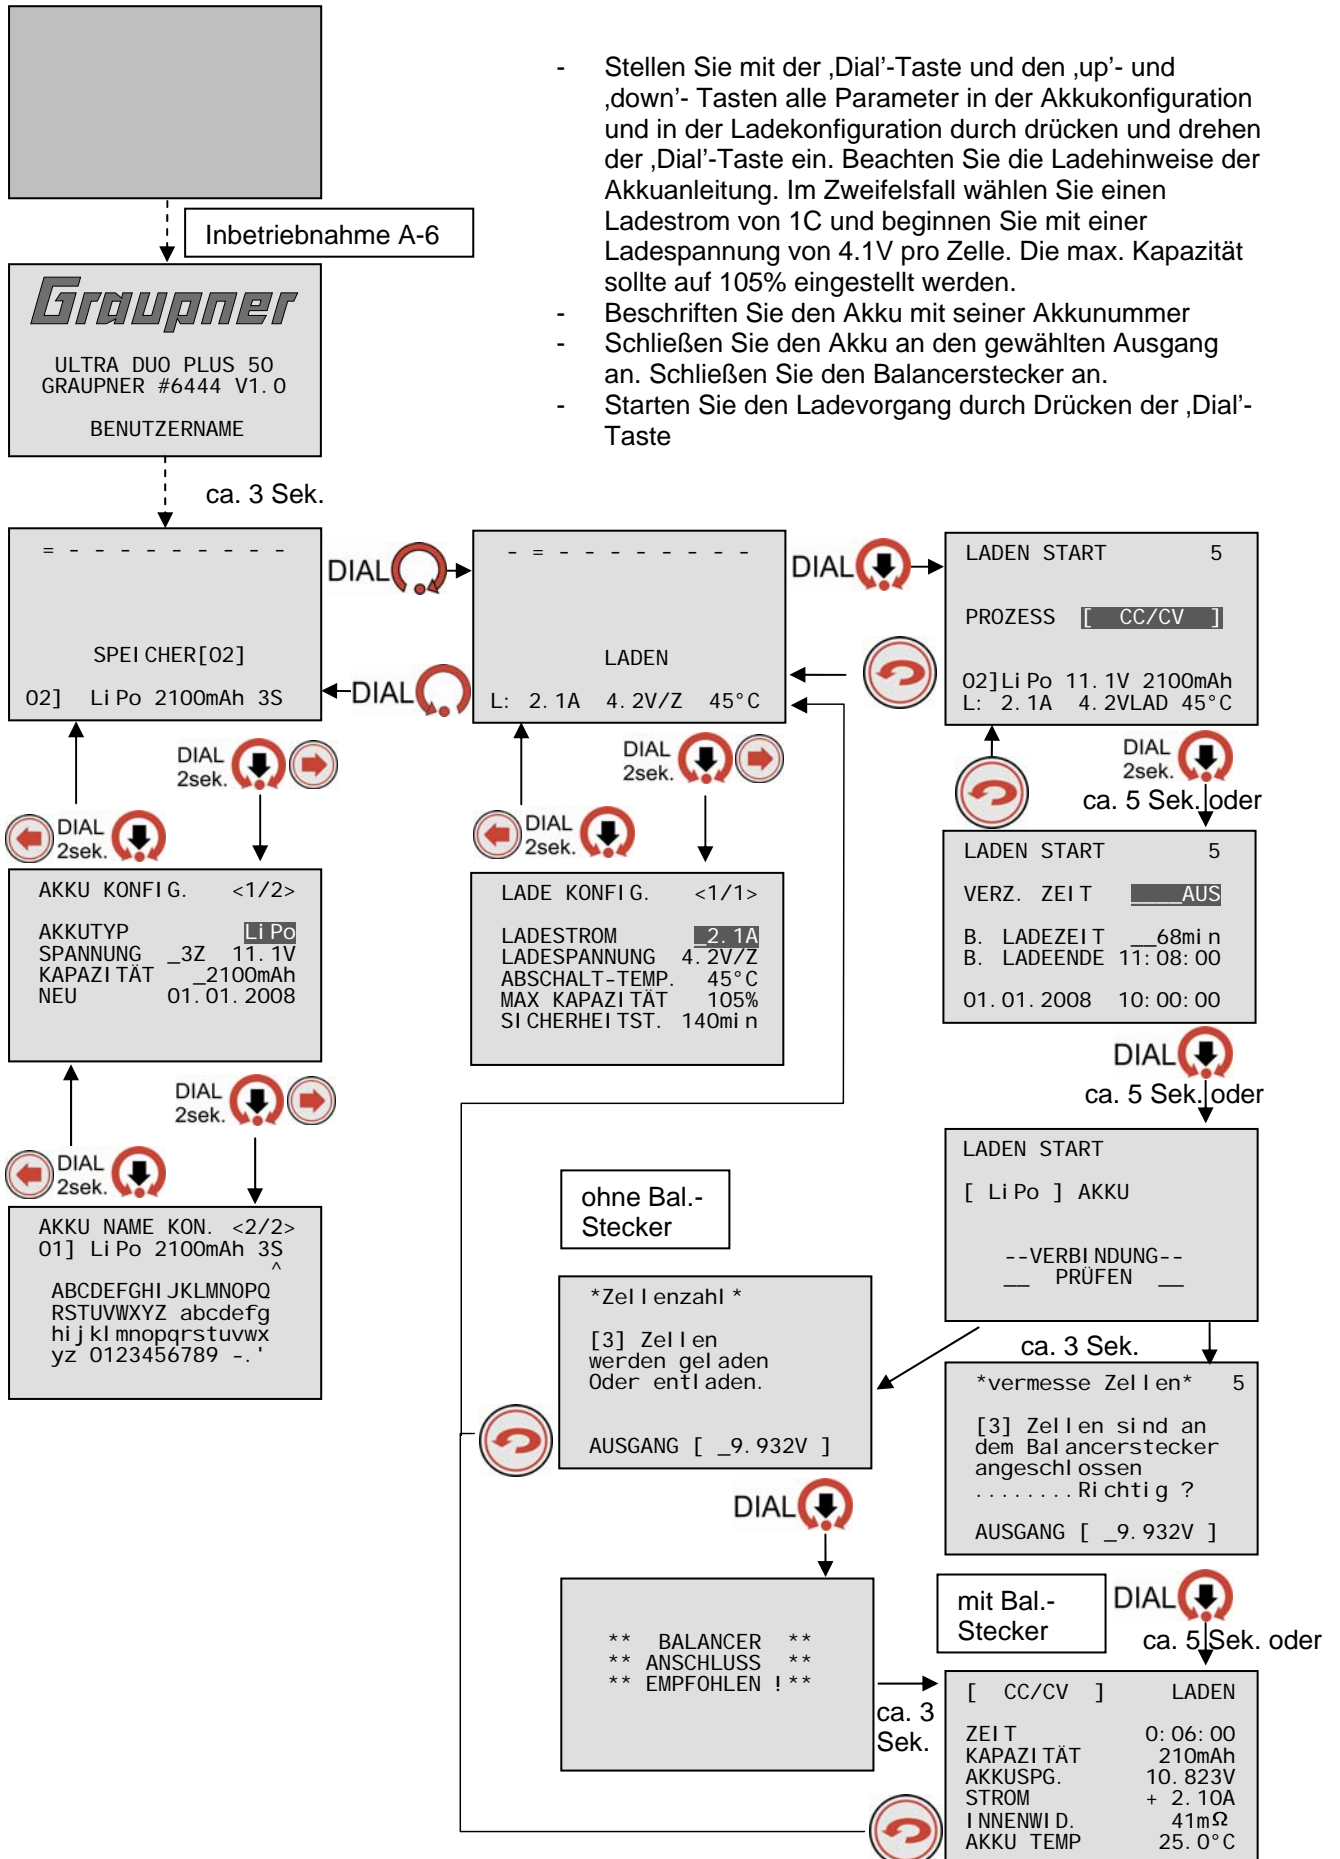 - Stellen Sie mit der ‚Dial’-Taste und den ‚up’- und
‚down’- Tasten alle Parameter in der Akkukonfiguration
und in der Ladekonfiguration durch drücken und drehen
der ‚Dial’-Taste ein. Beachten Sie die Ladehinweise der
Akkuanleitung. Im Zweifelsfall wählen Sie einen
Ladestrom von 1C und beginnen Sie mit einer
Ladespannung von 4.1V pro Zelle. Die max. Kapazität
sollte auf 105% eingestellt werden.
- Beschriften Sie den Akku mit seiner Akkunummer
- Schließen Sie den Akku an den gewählten Ausgang
an. Schließen Sie den Balancerstecker an.
- Starten Sie den Ladevorgang durch Drücken der ‚Dial’-
Taste
Inbetriebnahme A-6
Graupner
ULTRA DUO PLUS 50
GRAUPNER #6444 V1.0
BENUTZERNAME
ca. 3 Sek.
= - - - - - - - - -
SPEICHER[02]
02] LiPo 2100mAh 3S
DIAL
DIAL
- = - - - - - - - -
LADEN
L: 2.1A 4.2V/Z 45°C
DIAL
LADEN START 5
PROZESS [ CC/CV ]
02]LiPo 11.1V 2100mAh
L: 2.1A 4.2VLAD 45°C
DIAL
2sek.
DIAL
2sek.
AKKU KONFIG. <1/2>
AKKUTYP LiPo
SPANNUNG _3Z 11.1V
KAPAZITÄT _2100mAh
NEU 01.01.2008
DIAL
2sek.
DIAL
2sek.
LADE KONFIG. <1/1>
LADESTROM _2.1A
LADESPANNUNG 4.2V/Z
ABSCHALT-TEMP. 45°C
MAX KAPAZITÄT 105%
SICHERHEITST. 140min
DIAL
2sek.
ca. 5 Sek. oder
LADEN START 5
VERZ. ZEIT ____AUS
B. LADEZEIT __68min
B. LADEENDE 11:08:00
01.01.2008 10:00:00
DIAL
2sek.
DIAL
2sek.
AKKU NAME KON. <2/2>
01] LiPo 2100mAh 3S
^
ABCDEFGHIJKLMNOPQ
RSTUVWXYZ abcdefg
hijklmnopqrstuvwx
yz 0123456789 -.'
DIAL
ca. 5 Sek. oder
LADEN START
[ LiPo ] AKKU
--VERBINDUNG--
__ PRÜFEN __
ohne Bal.-
Stecker
*Zellenzahl*
[3] Zellen
werden geladen
Oder entladen.
AUSGANG [ _9.932V ]
ca. 3 Sek.
*vermesse Zellen* 5
[3] Zellen sind an
dem Balancerstecker
angeschlossen
........Richtig ?
AUSGANG [ _9.932V ]
DIAL
** BALANCER **
** ANSCHLUSS **
** EMPFOHLEN !**
ca. 3
Sek.
mit Bal.-
Stecker
DIAL
ca. 5 Sek. oder
[ CC/CV ] LADEN
ZEIT 0:06:00
KAPAZITÄT 210mAh
AKKUSPG. 10.823V
STROM + 2.10A
INNENWID. 41mΩ
AKKU TEMP 25.0°C